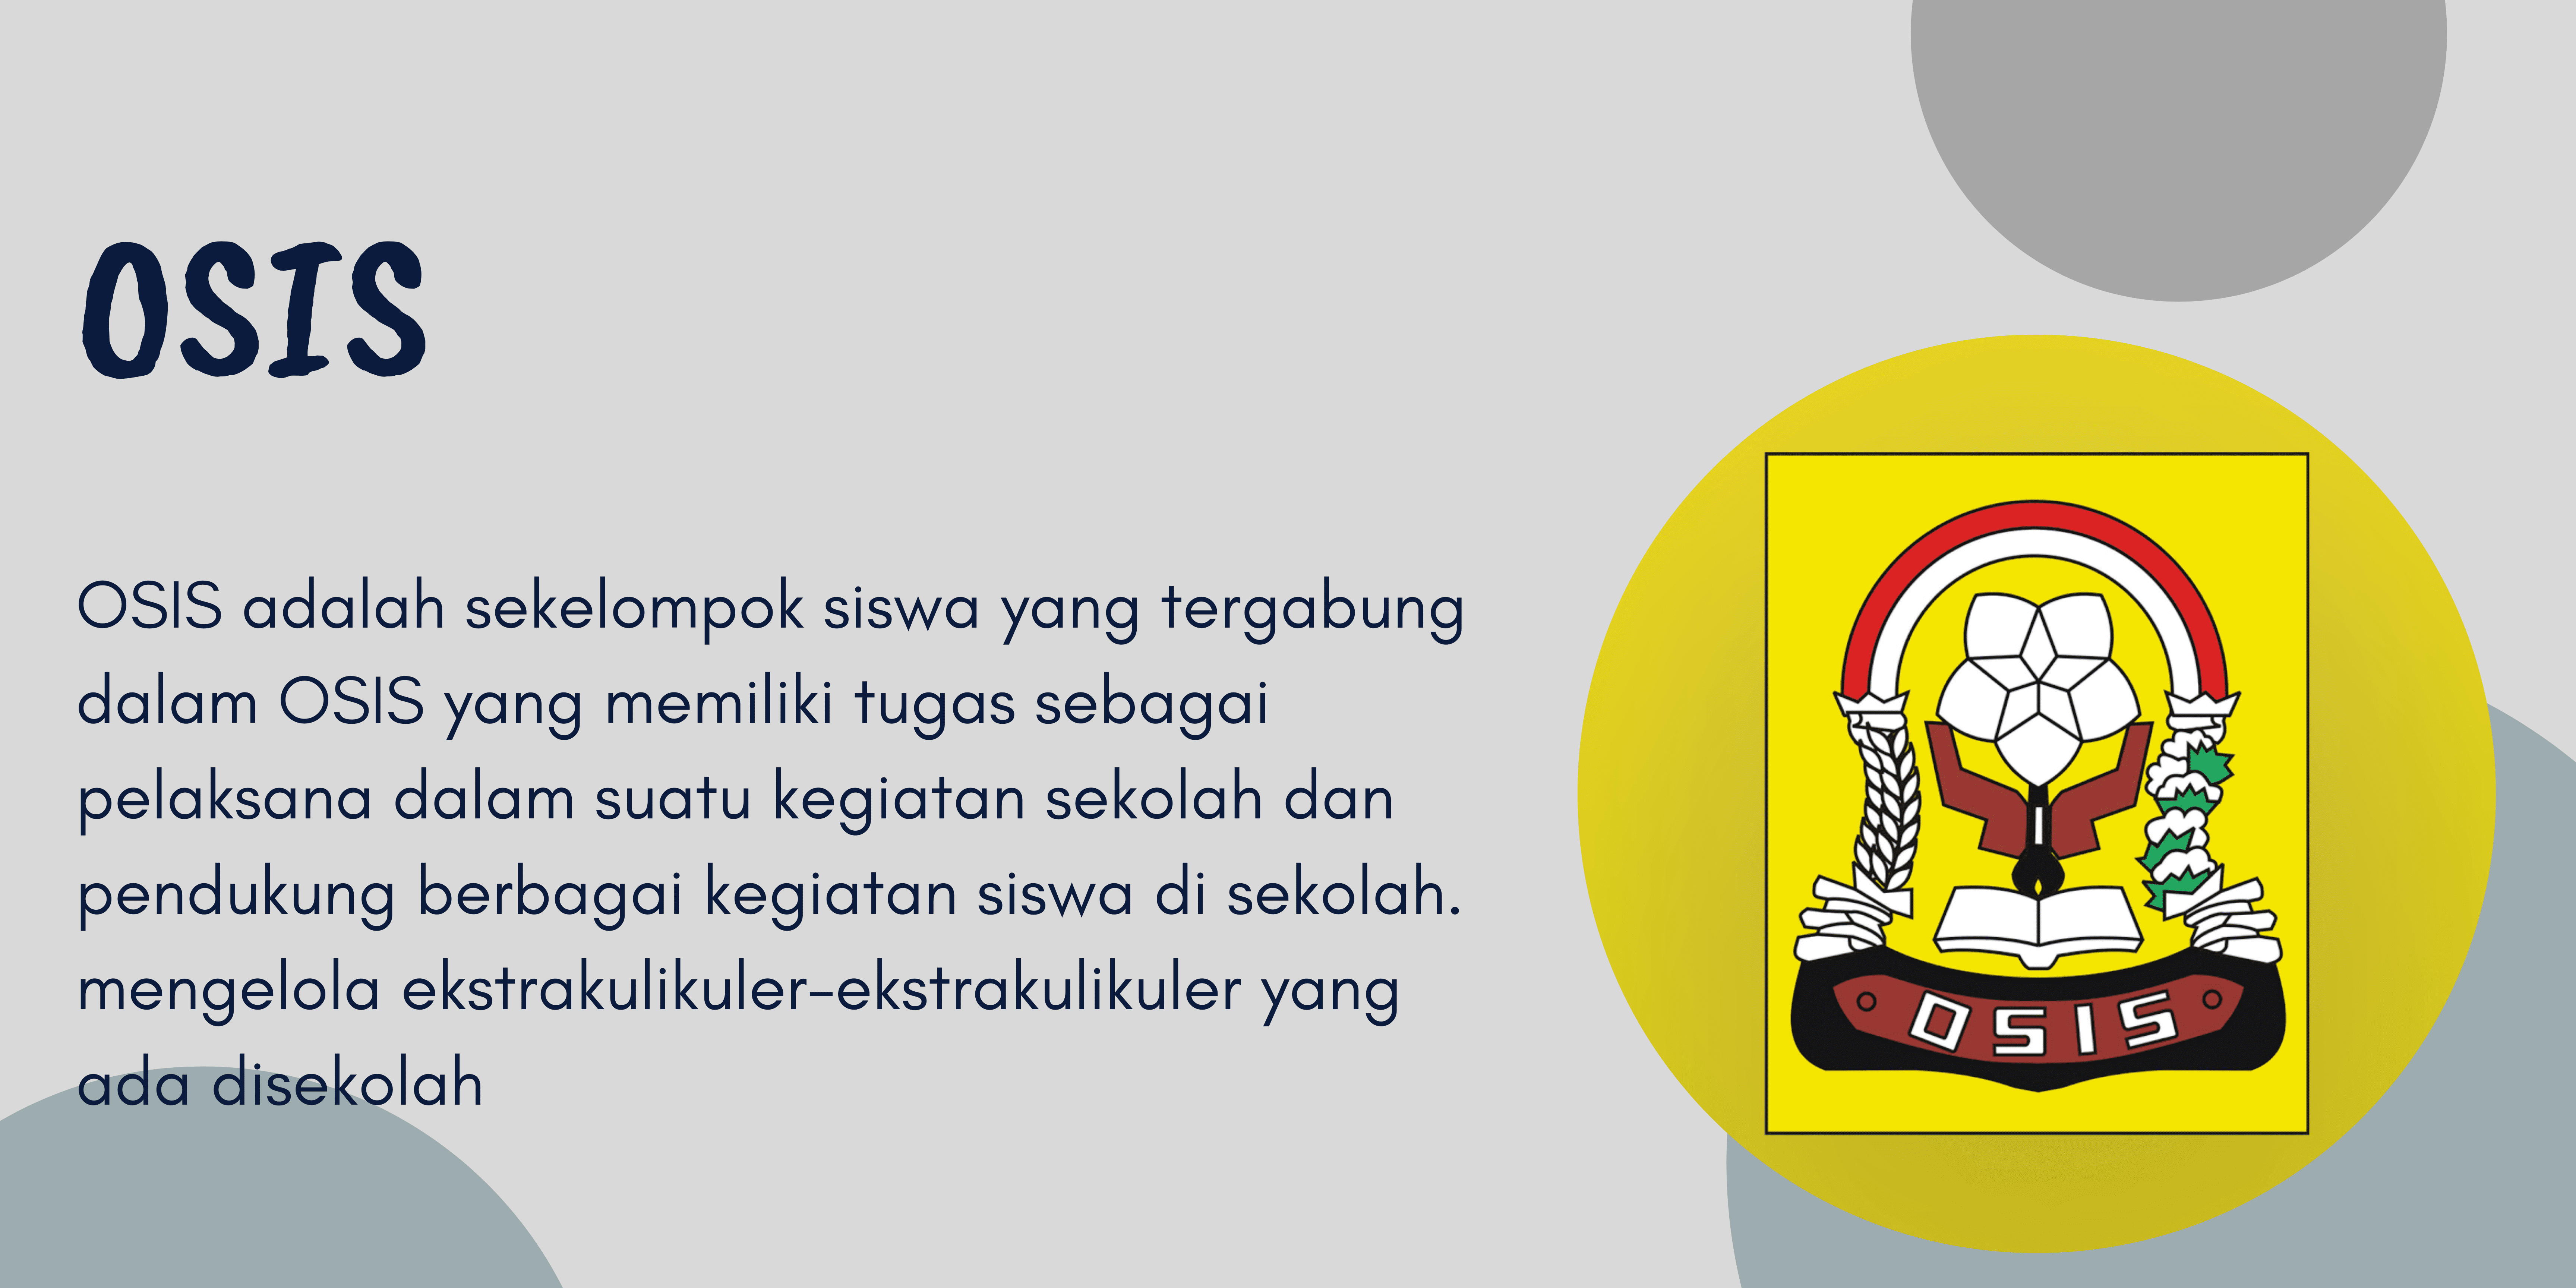 OSIS
OSIS adalah sekelompok siswa yang tergabung
dalam OSIS yang memiliki tugas sebagai
pelaksana dalam suatu kegiatan sekolah dan
pendukung berbagai kegiatan siswa di sekolah.
mengelola ekstrakulikuler-ekstrakulikuler yang
ada disekolah
OSIS